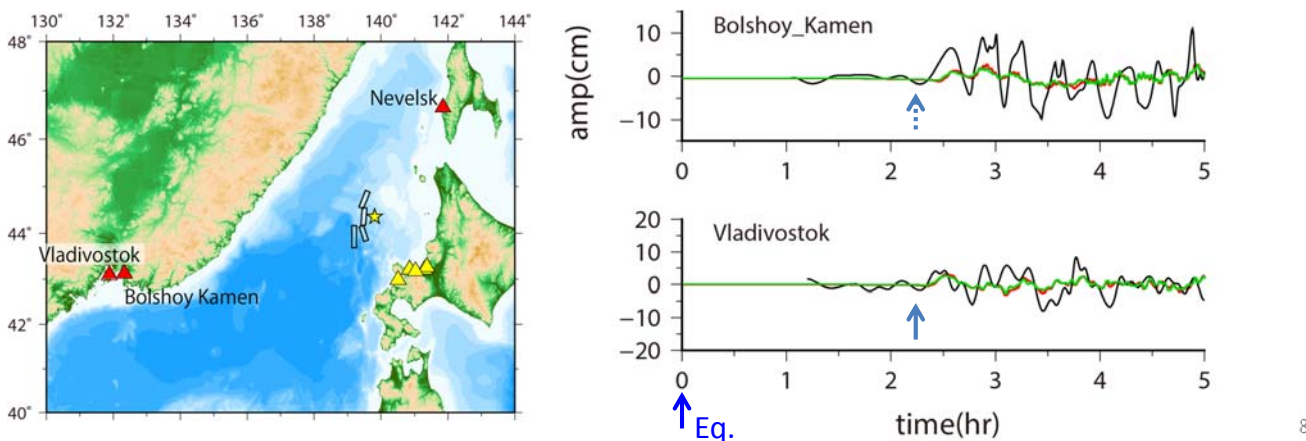 130° 132° 134° 136° 138° 140° 142° 144°
48°
46°
44°
42°
40°
Nevelsk
Vladivostok
Bolshoy Kamen
amp(cm)
Bolshoy_Kamen
10
0
−10
0 1 2 3 4 5
Vladivostok
20
10
0
−10
−20
0 1 2 3 4 5
time(hr)
Eq.
8